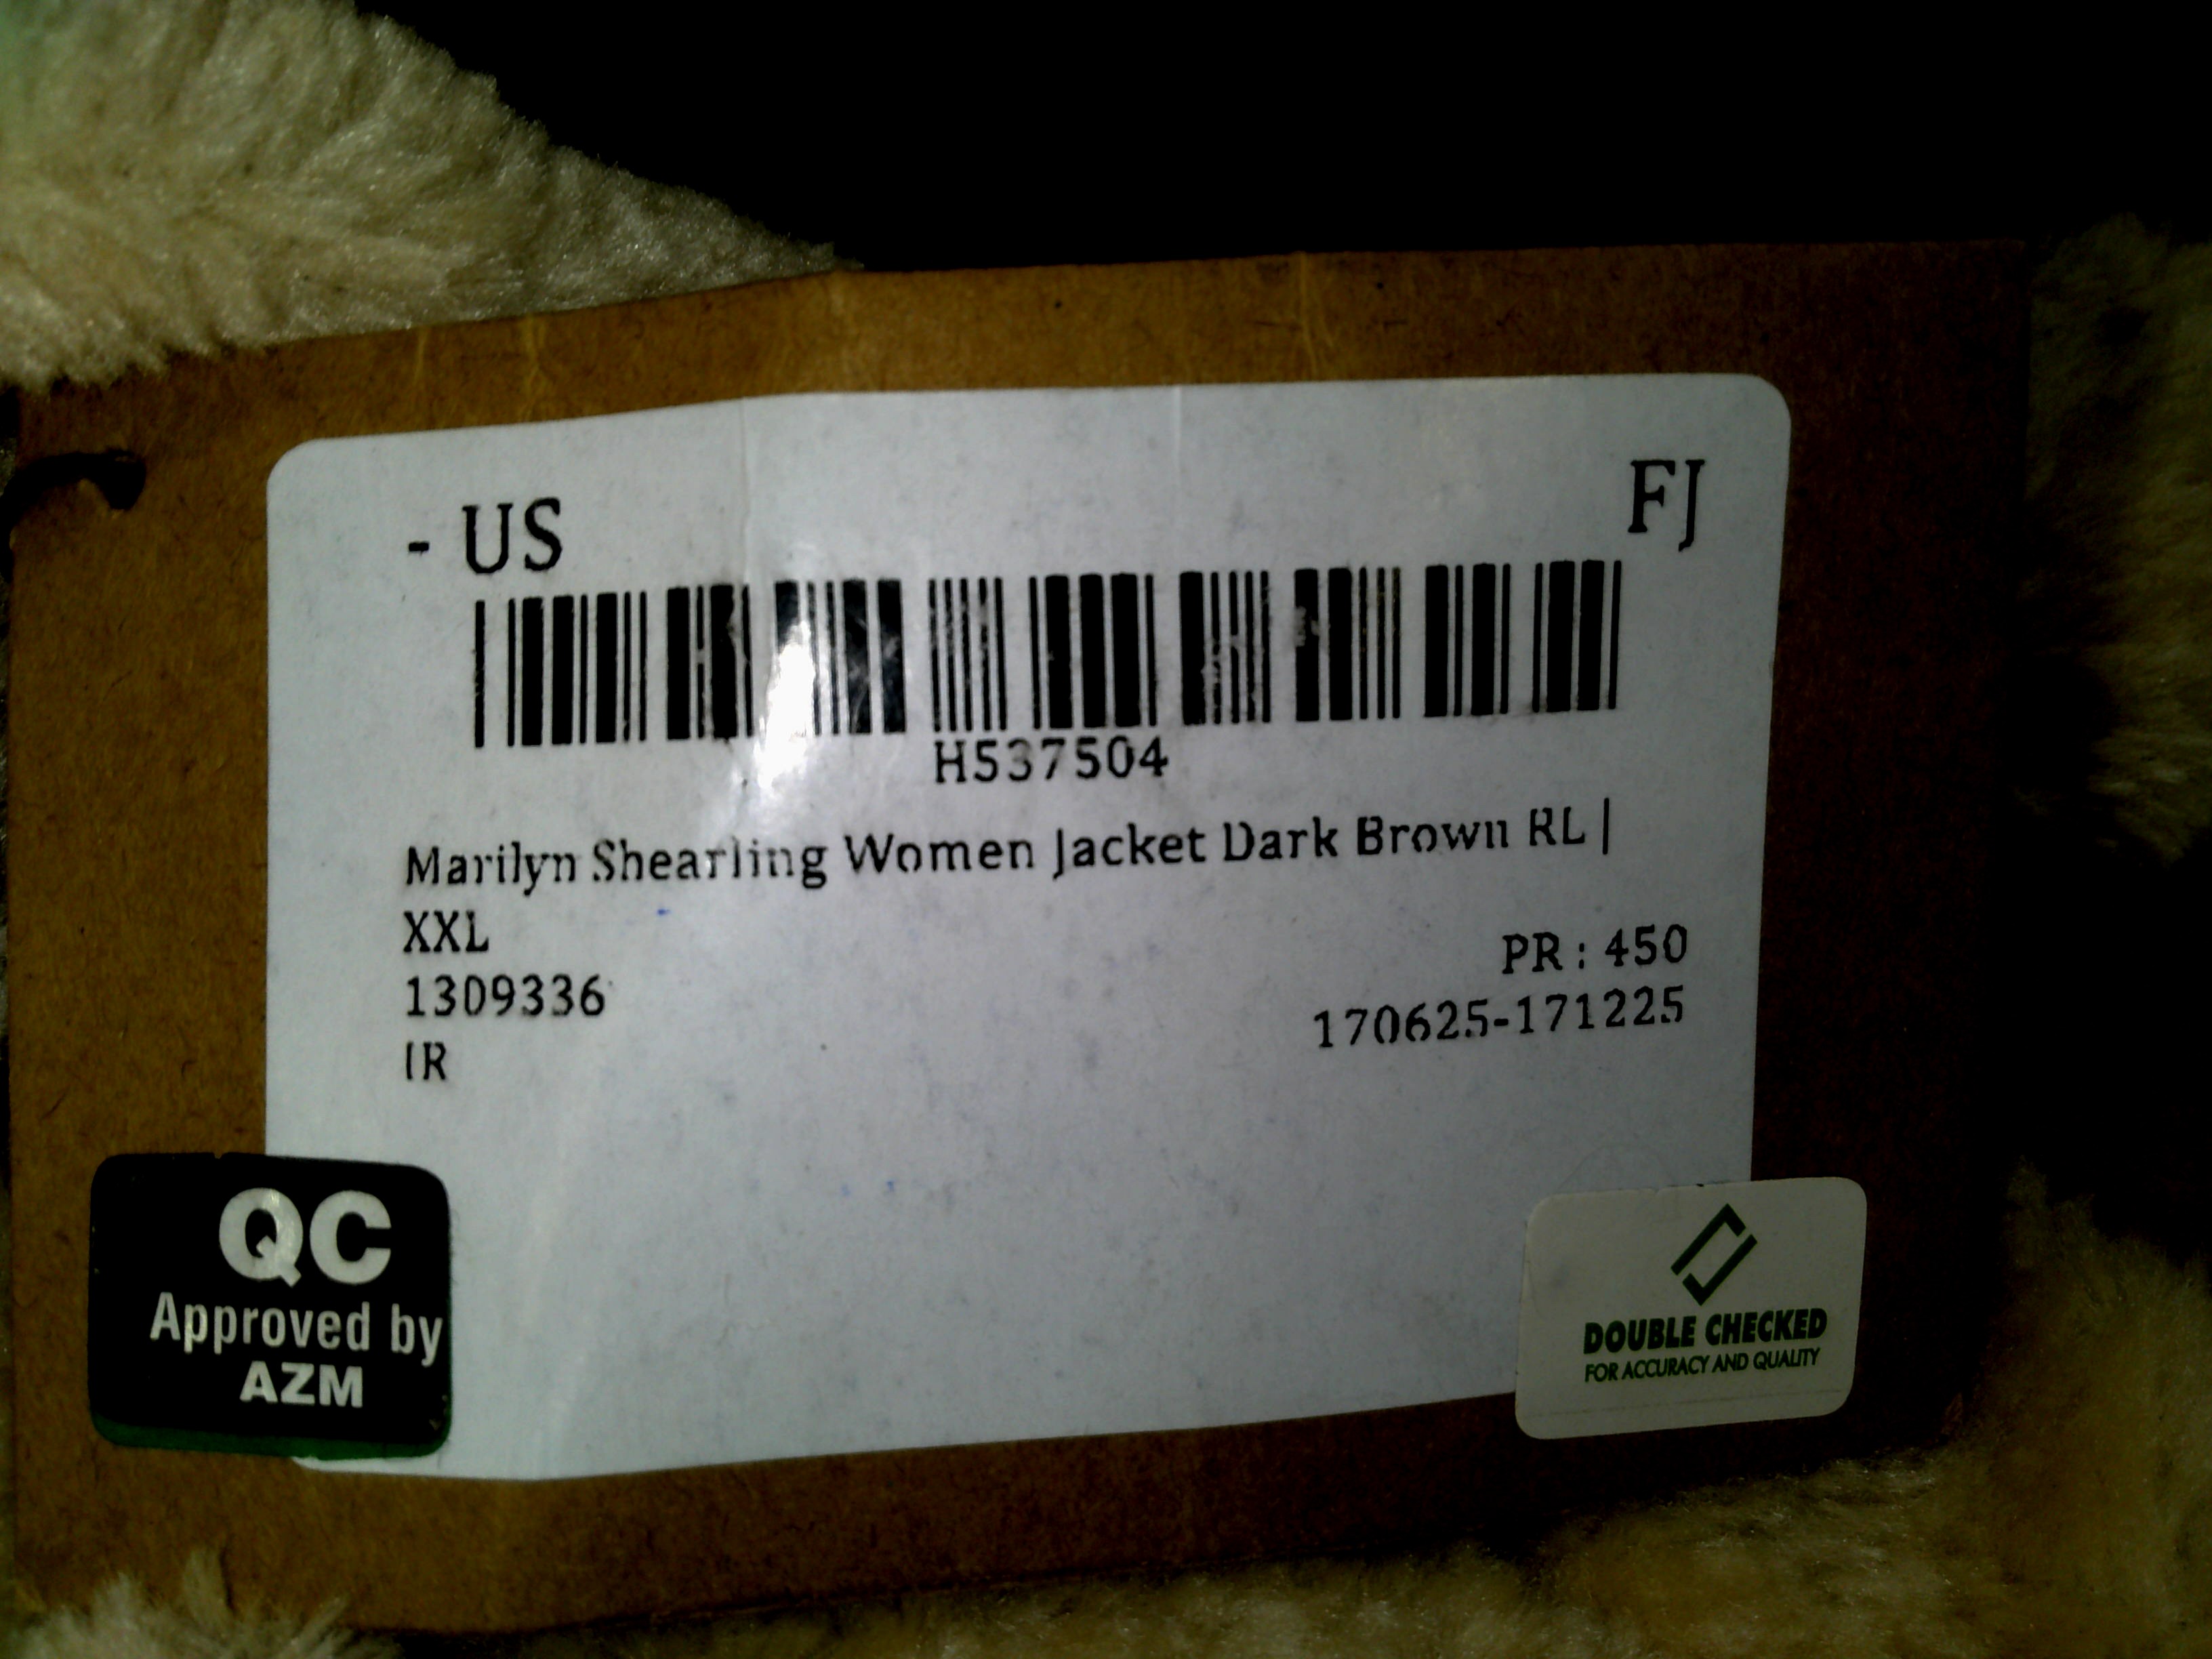 - US
FJ
H537504
Marilyn Shearling Women Jacket Dark Brown RL |
XXL
PR : 450
1309336
170625-171225
IR
QC
Approved by
AZM
DOUBLE CHECKED
FOR ACCURACY AND QUALITY